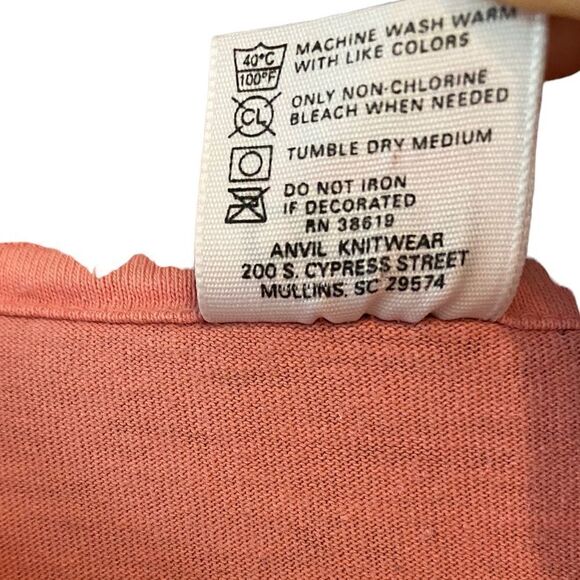 40°C
100°F
MACHINE WASH WARM
WITH LIKE COLORS
CL
ONLY NON-CHLORINE
BLEACH WHEN NEEDED
TUMBLE DRY MEDIUM
DO NOT IRON
IF DECORATED
RN 38619
ANVIL KNITWEAR
200 S. CYPRESS STREET
MULLINS, SC 29574